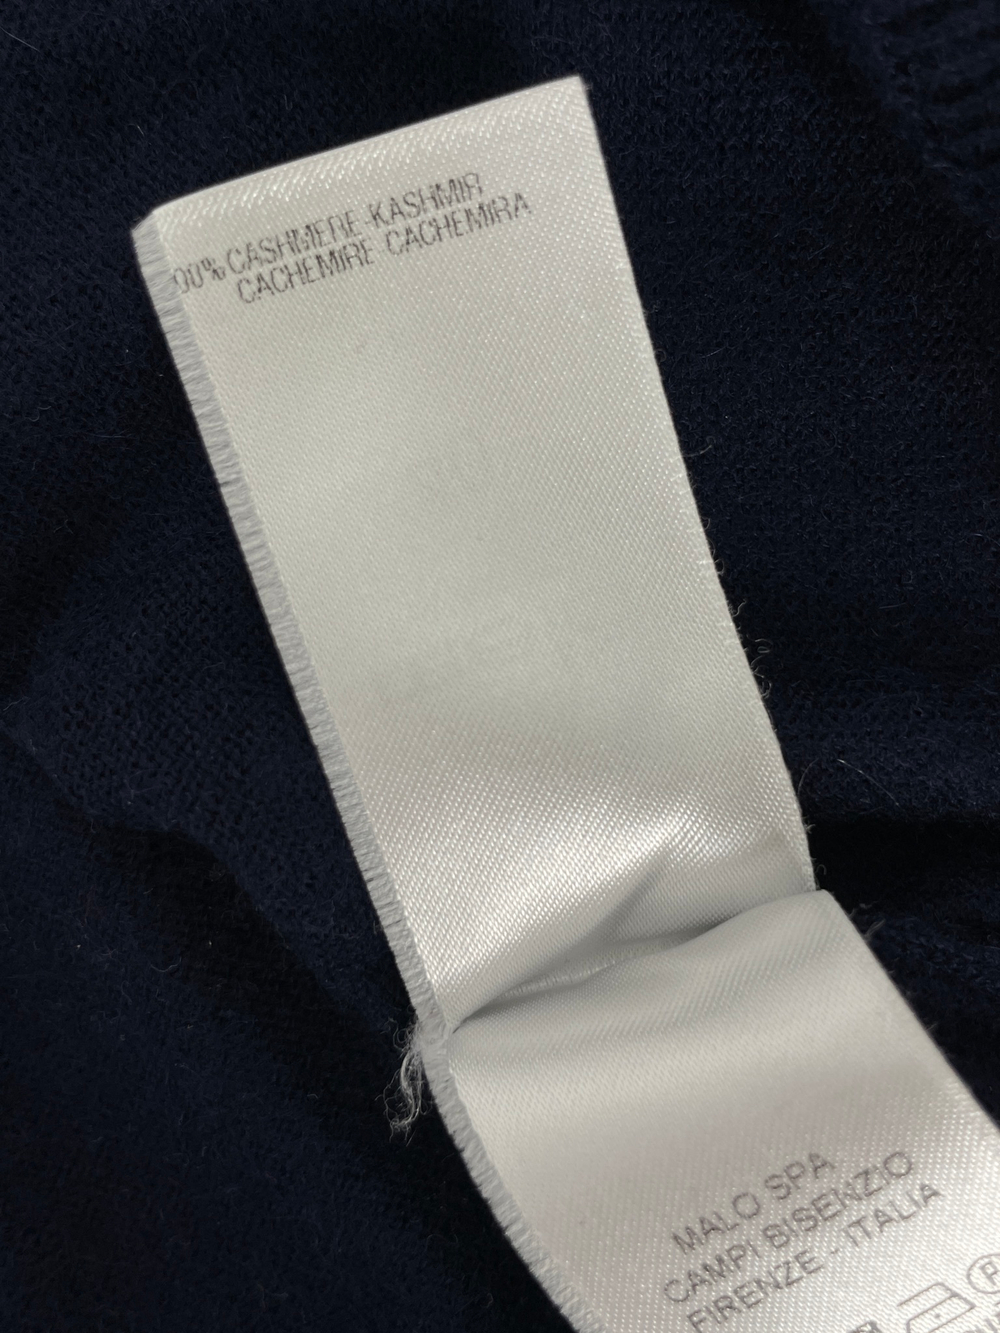 00% CASHMERE-KASHMIR
CACHEMIRE-CACHEMIRA
MALO SPA
CAMPI BISENZIO
FIRENZE - ITALIA
P